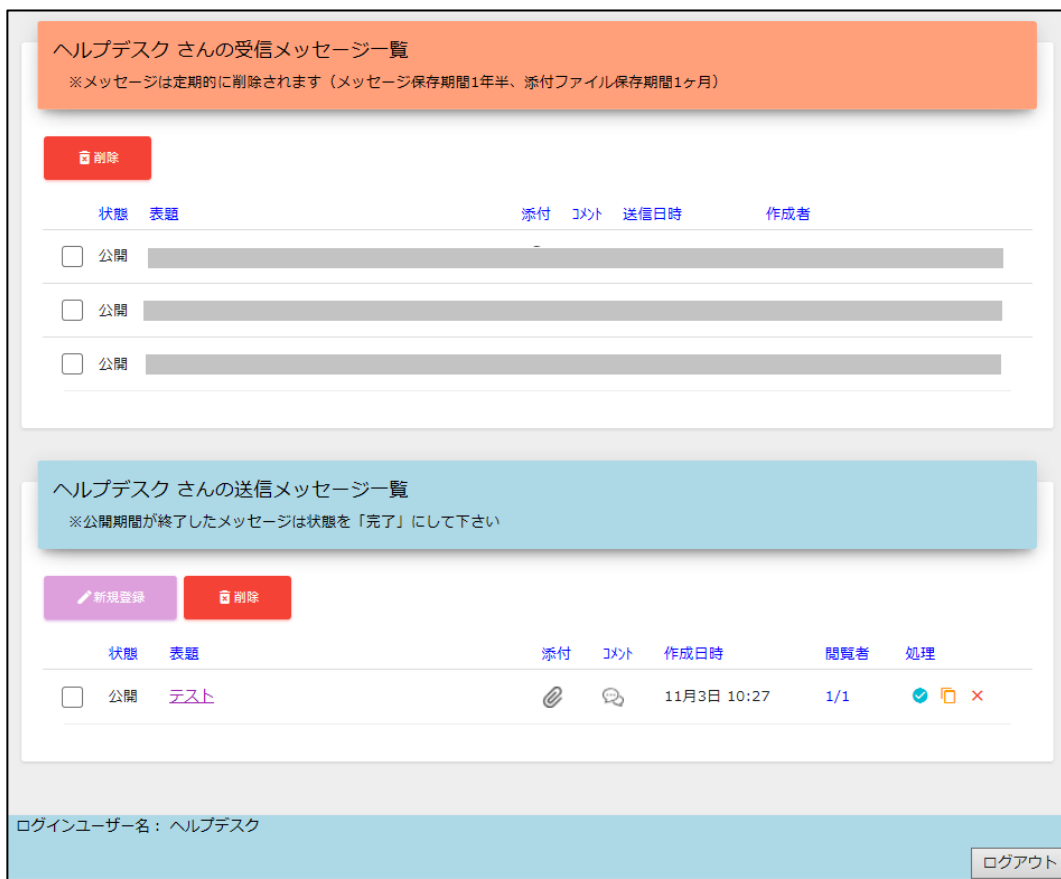 ヘルプデスク さんの受信メッセージ一覧
※メッセージは定期的に削除されます（メッセージ保存期間1年半、添付ファイル保存期間1ヶ月）
削除
状態 表題 添付 ｺﾒﾝﾄ 送信日時 作成者
公開
公開
公開
ヘルプデスク さんの送信メッセージ一覧
※公開期間が終了したメッセージは状態を「完了」にして下さい
新規登録 削除
状態 表題 添付 ｺﾒﾝﾄ 作成日時 閲覧者 処理
公開 テスト 11月3日 10:27 1/1
ログインユーザー名： ヘルプデスク
ログアウト